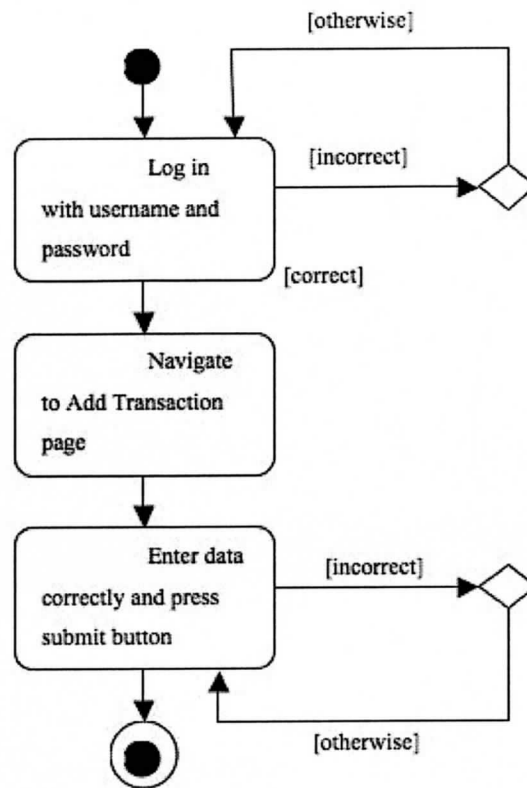 [otherwise]
Log in
with username and
password
[incorrect]
[correct]
Navigate
to Add Transaction
page
Enter data
correctly and press
submit button
[incorrect]
[otherwise]